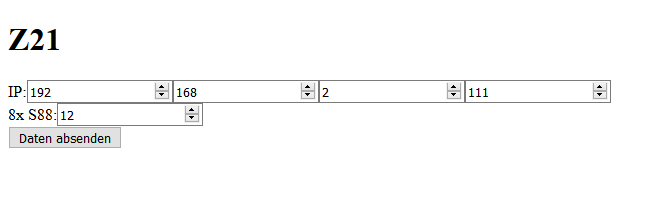 Z21
IP: 192 168 2 111
8x S88: 12
Daten absenden